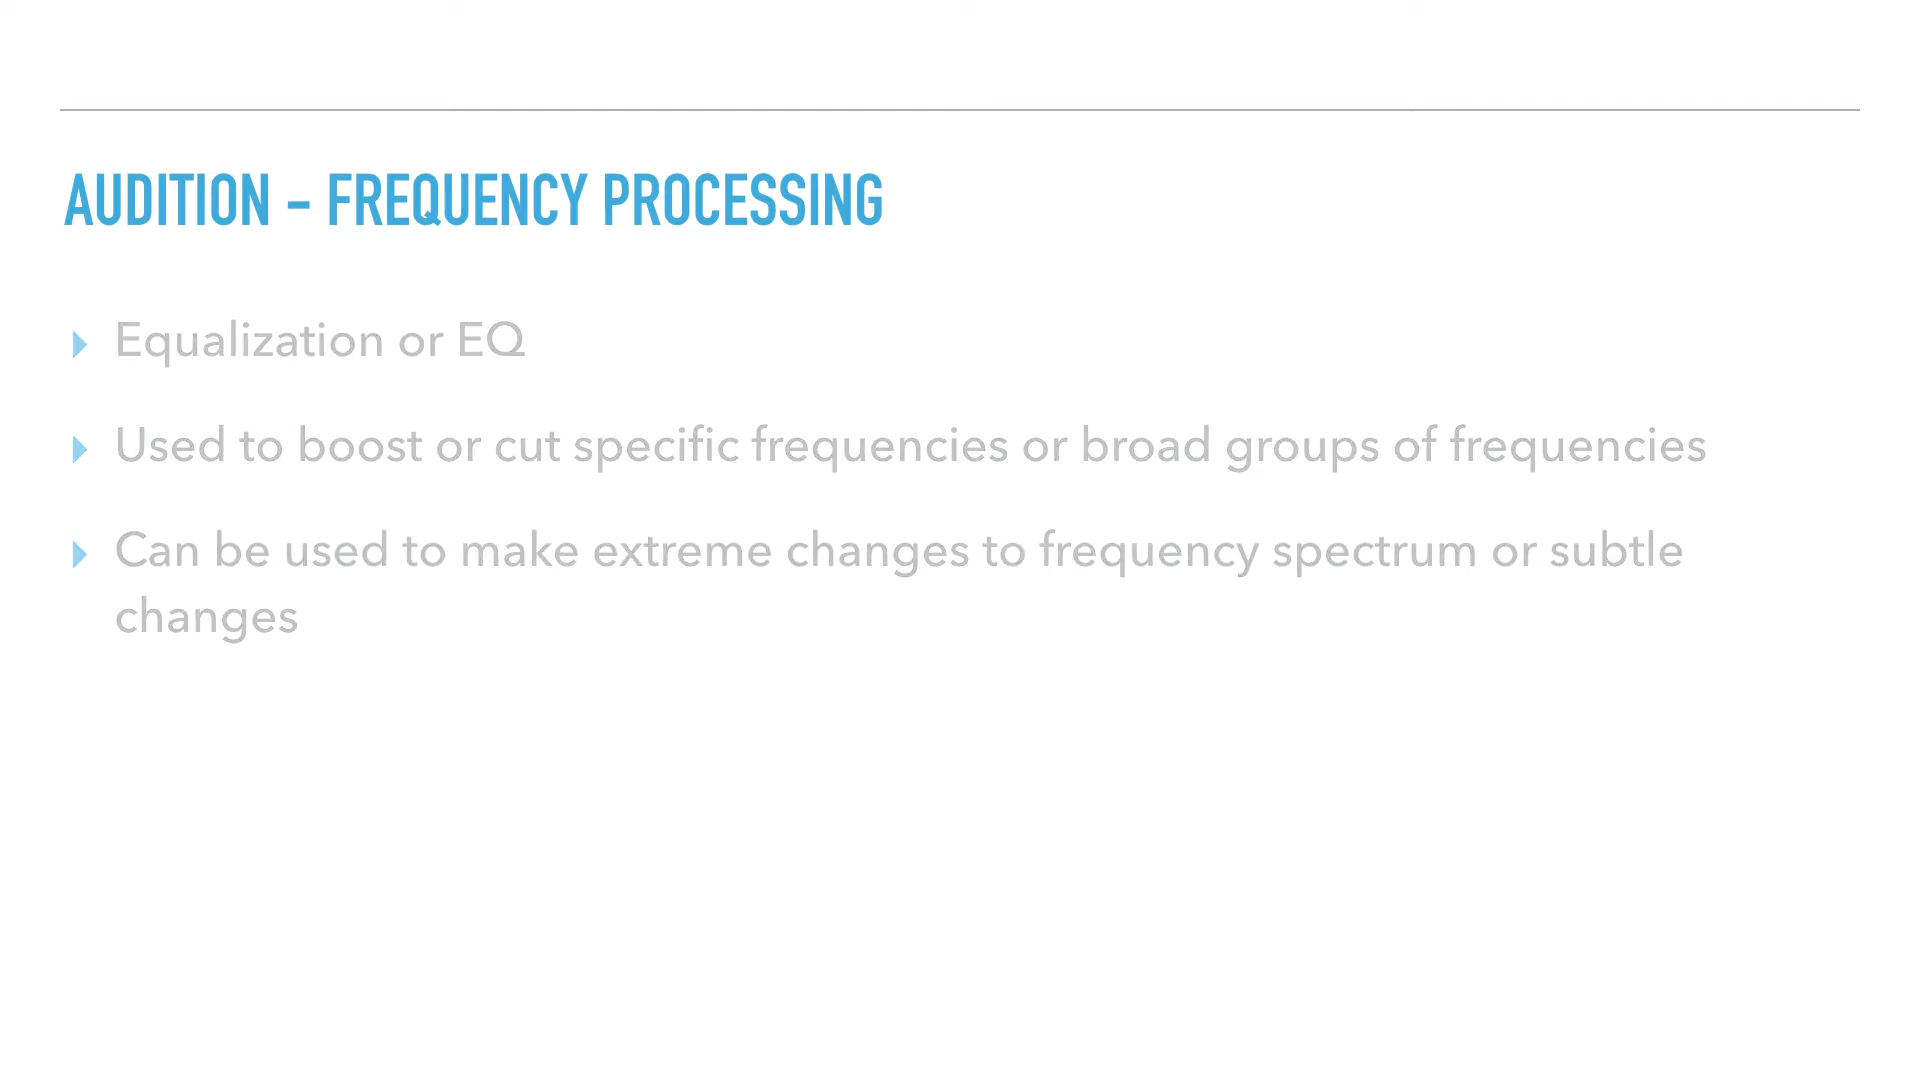 AUDITION - FREQUENCY PROCESSING
▸ Equalization or EQ
▸ Used to boost or cut specific frequencies or broad groups of frequencies
▸ Can be used to make extreme changes to frequency spectrum or subtle
changes